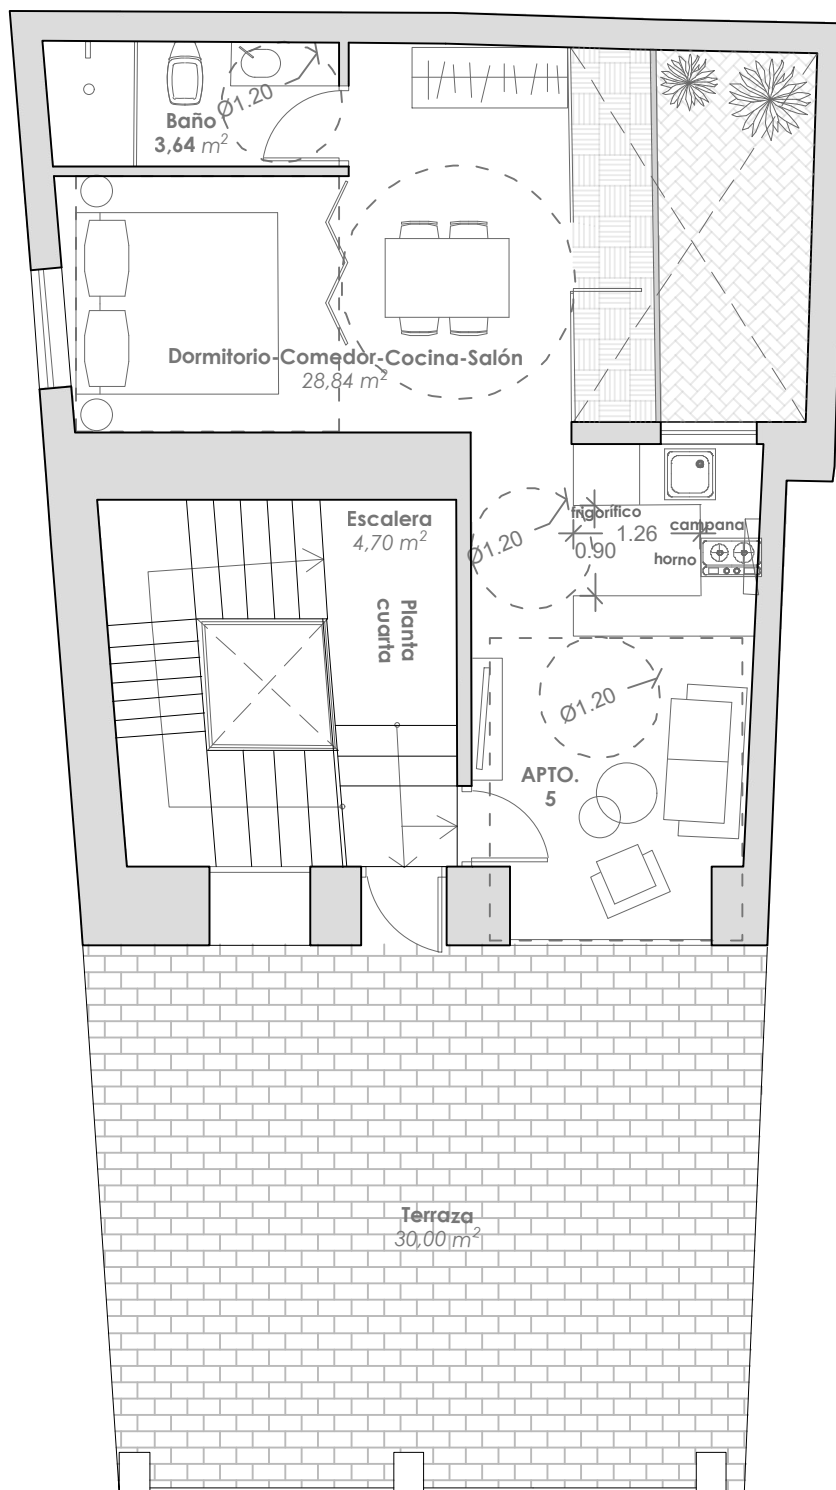 Ø1.20
Baño
3,64 m²
Dormitorio-Comedor-Cocina-Salón
28,84 m²
Escalera
4,70 m²
Planta
cuarta
Ø1.20
frigorífico
1.26
campana
0.90
horno
Ø1.20
APTO.
5
Terraza
30,00 m²